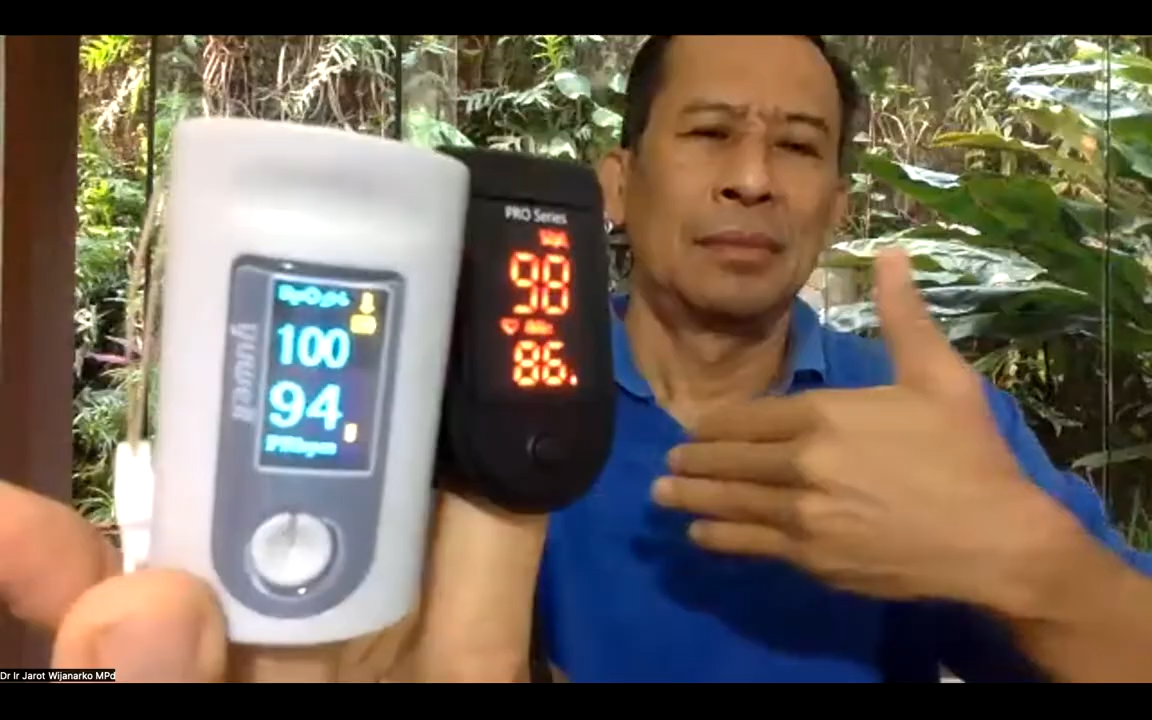 SpO₂%
100
94
PRbpm
yuwell
PRO Series
98
86
Dr Ir Jarot Wijanarko MPd